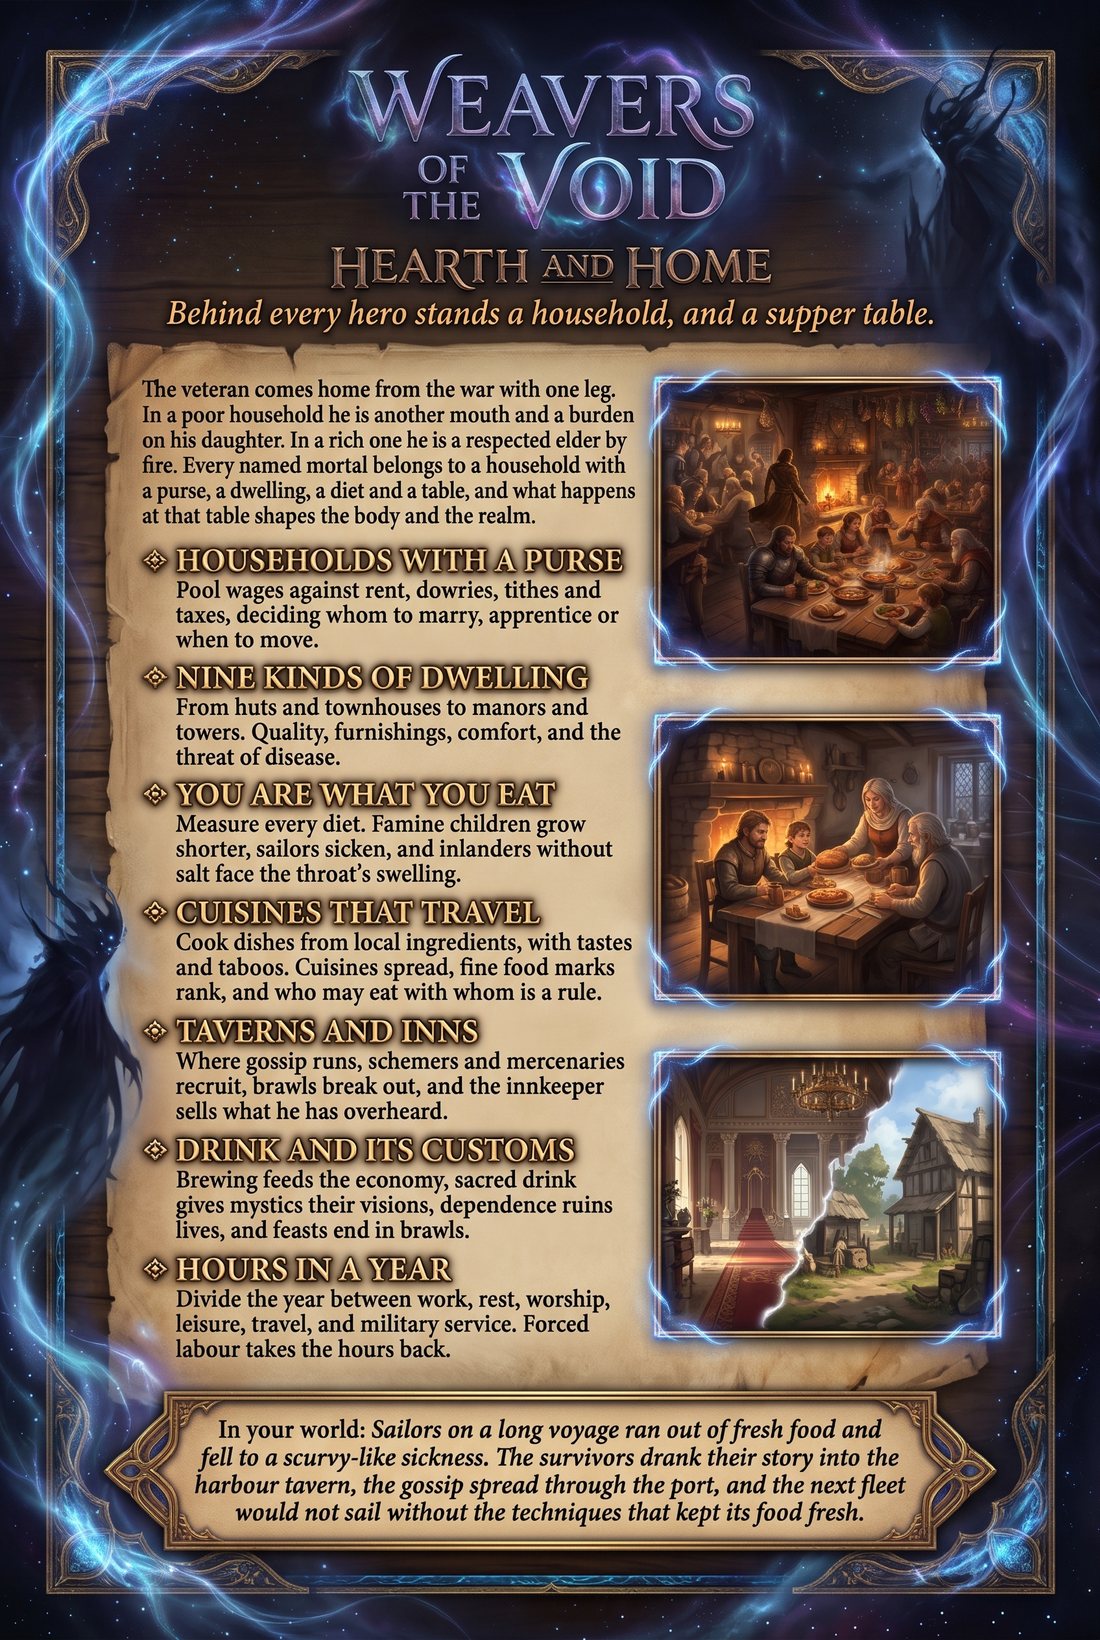 WEAVERS
OF THE VOID
HEARTH AND HOME
Behind every hero stands a household, and a supper table.
The veteran comes home from the war with one leg.
In a poor household he is another mouth and a burden
on his daughter. In a rich one he is a respected elder by
fire. Every named mortal belongs to a household with
a purse, a dwelling, a diet and a table, and what happens
at that table shapes the body and the realm.
HOUSEHOLDS WITH A PURSE
Pool wages against rent, dowries, tithes and
taxes, deciding whom to marry, apprentice or
when to move.
NINE KINDS OF DWELLING
From huts and townhouses to manors and
towers. Quality, furnishings, comfort, and the
threat of disease.
YOU ARE WHAT YOU EAT
Measure every diet. Famine children grow
shorter, sailors sicken, and inlanders without
salt face the throat's swelling.
CUISINES THAT TRAVEL
Cook dishes from local ingredients, with tastes
and taboos. Cuisines spread, fine food marks
rank, and who may eat with whom is a rule.
TAVERNS AND INNS
Where gossip runs, schemers and mercenaries
recruit, brawls break out, and the innkeeper
sells what he has overheard.
DRINK AND ITS CUSTOMS
Brewing feeds the economy, sacred drink
gives mystics their visions, dependence ruins
lives, and feasts end in brawls.
HOURS IN A YEAR
Divide the year between work, rest, worship,
leisure, travel, and military service. Forced
labour takes the hours back.
In your world: Sailors on a long voyage ran out of fresh food and
fell to a scurvy-like sickness. The survivors drank their story into the
harbour tavern, the gossip spread through the port, and the next fleet
would not sail without the techniques that kept its food fresh.